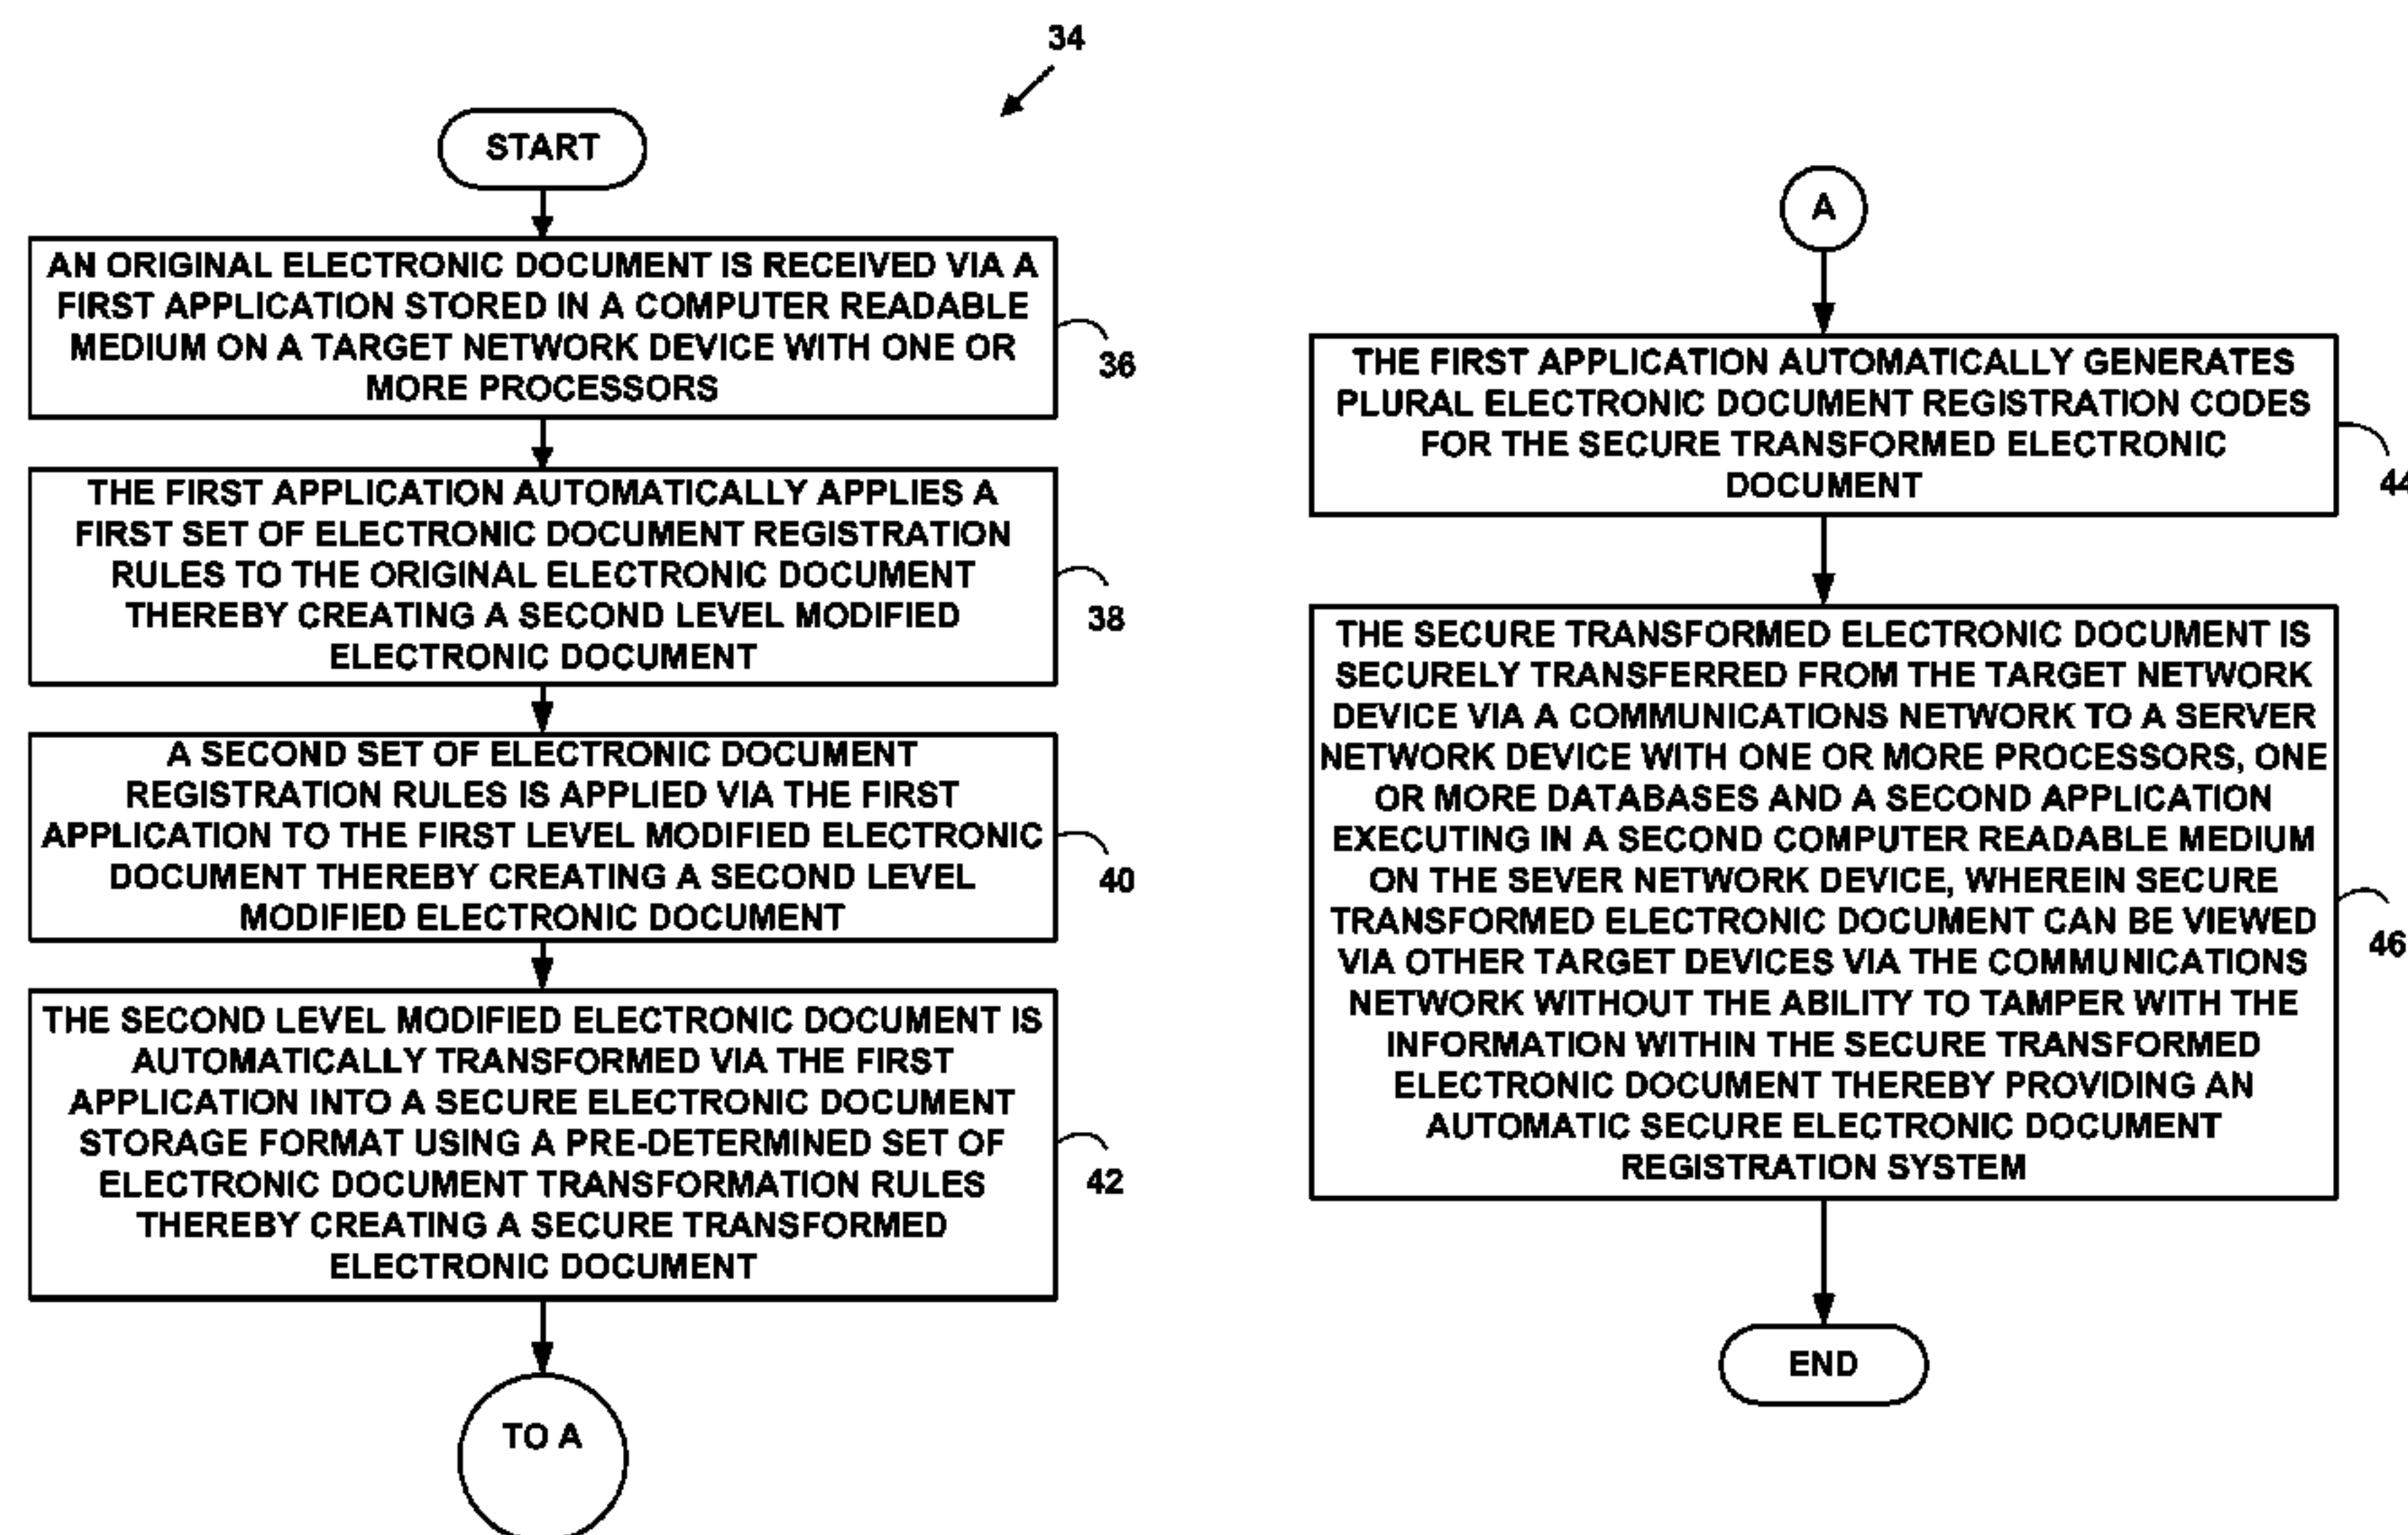 34
START
AN ORIGINAL ELECTRONIC DOCUMENT IS RECEIVED VIA A
FIRST APPLICATION STORED IN A COMPUTER READABLE
MEDIUM ON A TARGET NETWORK DEVICE WITH ONE OR
MORE PROCESSORS
36
THE FIRST APPLICATION AUTOMATICALLY APPLIES A
FIRST SET OF ELECTRONIC DOCUMENT REGISTRATION
RULES TO THE ORIGINAL ELECTRONIC DOCUMENT
THEREBY CREATING A SECOND LEVEL MODIFIED
ELECTRONIC DOCUMENT
38
A SECOND SET OF ELECTRONIC DOCUMENT
REGISTRATION RULES IS APPLIED VIA THE FIRST
APPLICATION TO THE FIRST LEVEL MODIFIED ELECTRONIC
DOCUMENT THEREBY CREATING A SECOND LEVEL
MODIFIED ELECTRONIC DOCUMENT
40
THE SECOND LEVEL MODIFIED ELECTRONIC DOCUMENT IS
AUTOMATICALLY TRANSFORMED VIA THE FIRST
APPLICATION INTO A SECURE ELECTRONIC DOCUMENT
STORAGE FORMAT USING A PRE-DETERMINED SET OF
ELECTRONIC DOCUMENT TRANSFORMATION RULES
THEREBY CREATING A SECURE TRANSFORMED
ELECTRONIC DOCUMENT
42
TO A
A
THE FIRST APPLICATION AUTOMATICALLY GENERATES
PLURAL ELECTRONIC DOCUMENT REGISTRATION CODES
FOR THE SECURE TRANSFORMED ELECTRONIC
DOCUMENT
44
THE SECURE TRANSFORMED ELECTRONIC DOCUMENT IS
SECURELY TRANSFERRED FROM THE TARGET NETWORK
DEVICE VIA A COMMUNICATIONS NETWORK TO A SERVER
NETWORK DEVICE WITH ONE OR MORE PROCESSORS, ONE
OR MORE DATABASES AND A SECOND APPLICATION
EXECUTING IN A SECOND COMPUTER READABLE MEDIUM
ON THE SEVER NETWORK DEVICE, WHEREIN SECURE
TRANSFORMED ELECTRONIC DOCUMENT CAN BE VIEWED
VIA OTHER TARGET DEVICES VIA THE COMMUNICATIONS
NETWORK WITHOUT THE ABILITY TO TAMPER WITH THE
INFORMATION WITHIN THE SECURE TRANSFORMED
ELECTRONIC DOCUMENT THEREBY PROVIDING AN
AUTOMATIC SECURE ELECTRONIC DOCUMENT
REGISTRATION SYSTEM
46
END